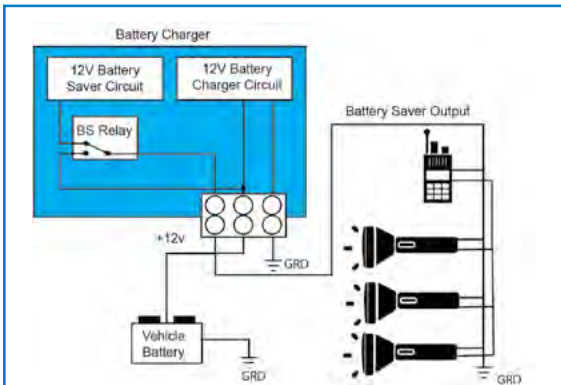 Battery Charger
12V Battery
Saver Circuit
12V Battery
Charger Circuit
BS Relay
Battery Saver Output
+12v
GRD
Vehicle
Battery
GRD
GRD